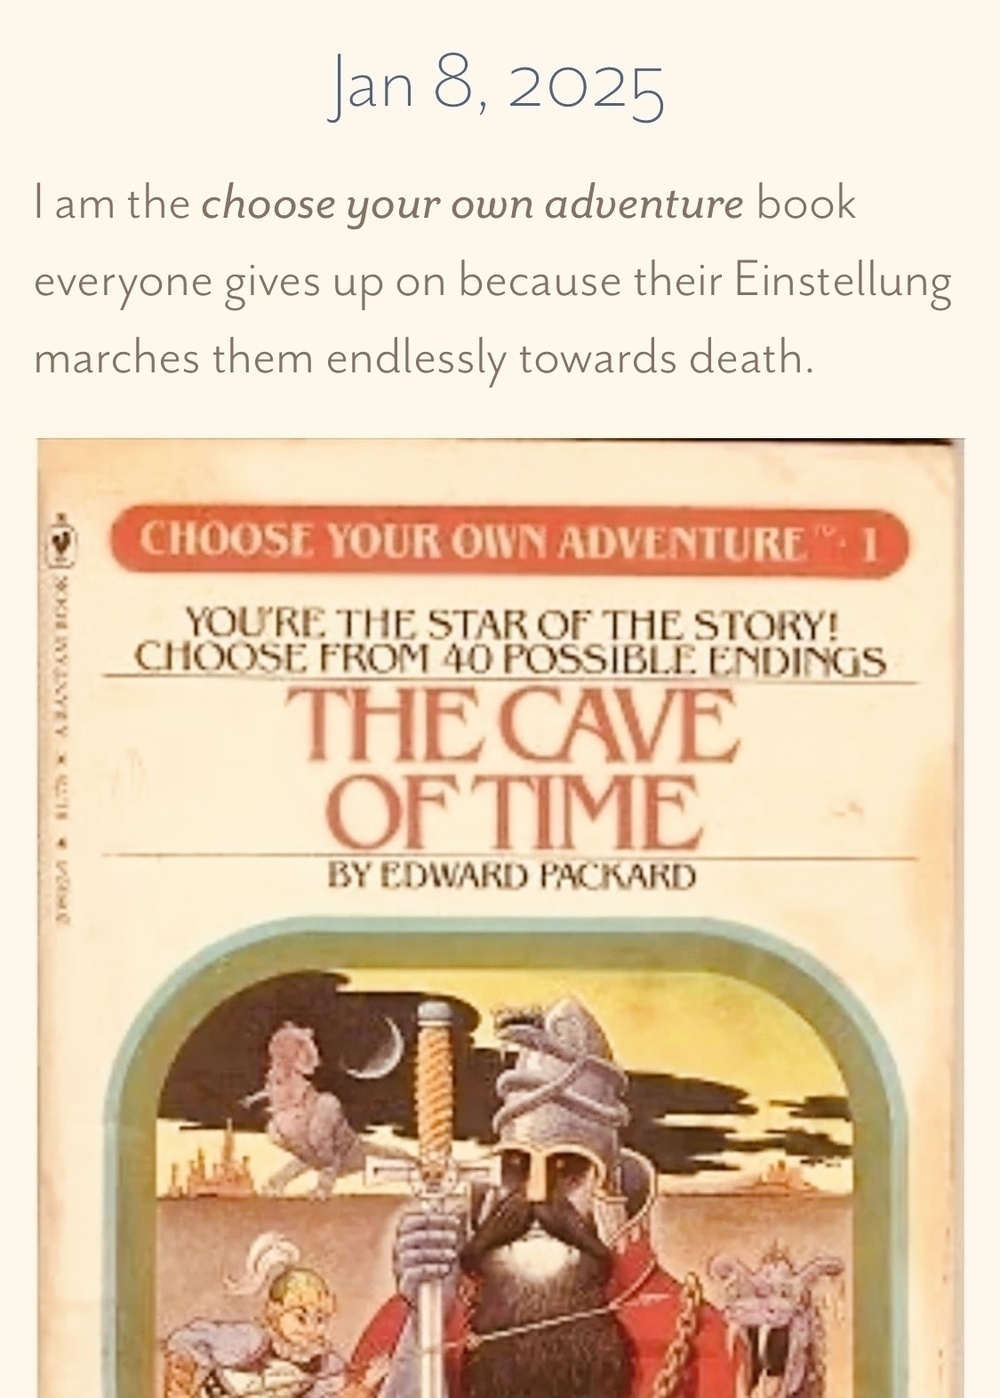 Jan 8, 2025
I am the choose your own adventure book
everyone gives up on because their Einstellung
marches them endlessly towards death.
CHOOSE YOUR OWN ADVENTURE™· 1
YOU'RE THE STAR OF THE STORY!
CHOOSE FROM 40 POSSIBLE ENDINGS
THE CAVE
OF TIME
BY EDWARD PACKARD